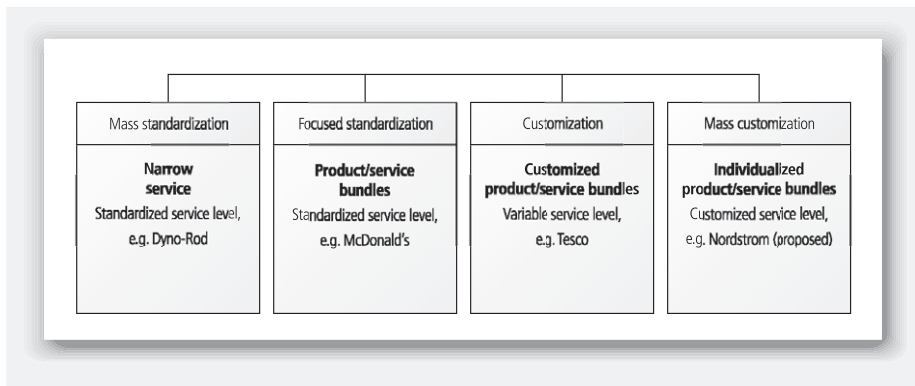 Mass standardization
Narrow
service
Standardized service level,
e.g. Dyno-Rod
Focused standardization
Product/service
bundles
Standardized service level,
e.g. McDonald's
Customization
Customized
product/service bundles
Variable service level,
e.g. Tesco
Mass customization
Individualized
product/service bundles
Customized service level,
e.g. Nordstrom (proposed)